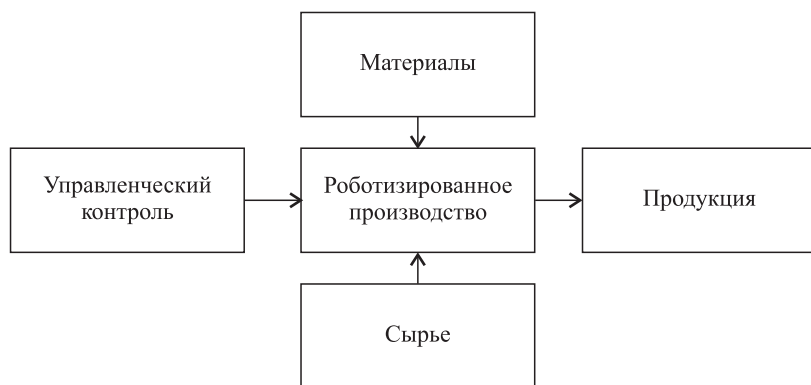 Материалы
Управленческий
контроль
Роботизированное
производство
Продукция
Сырье